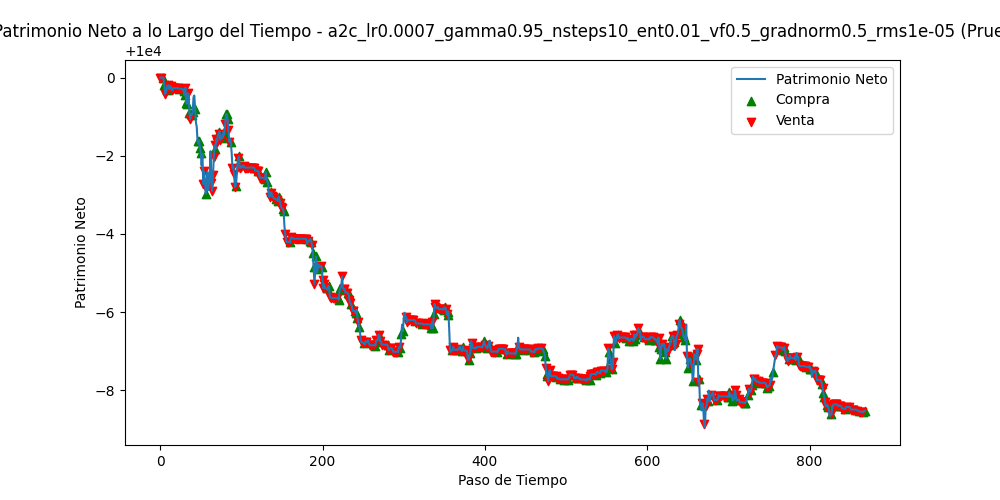 Patrimonio Neto a lo Largo del Tiempo - a2c_lr0.0007_gamma0.95_nsteps10_ent0.01_vf0.5_gradnorm0.5_rms1e-05 (Prue
+1e4
Patrimonio Neto
Compra
Venta
0
−2
−4
−6
−8
Patrimonio Neto
0
200
400
600
800
Paso de Tiempo